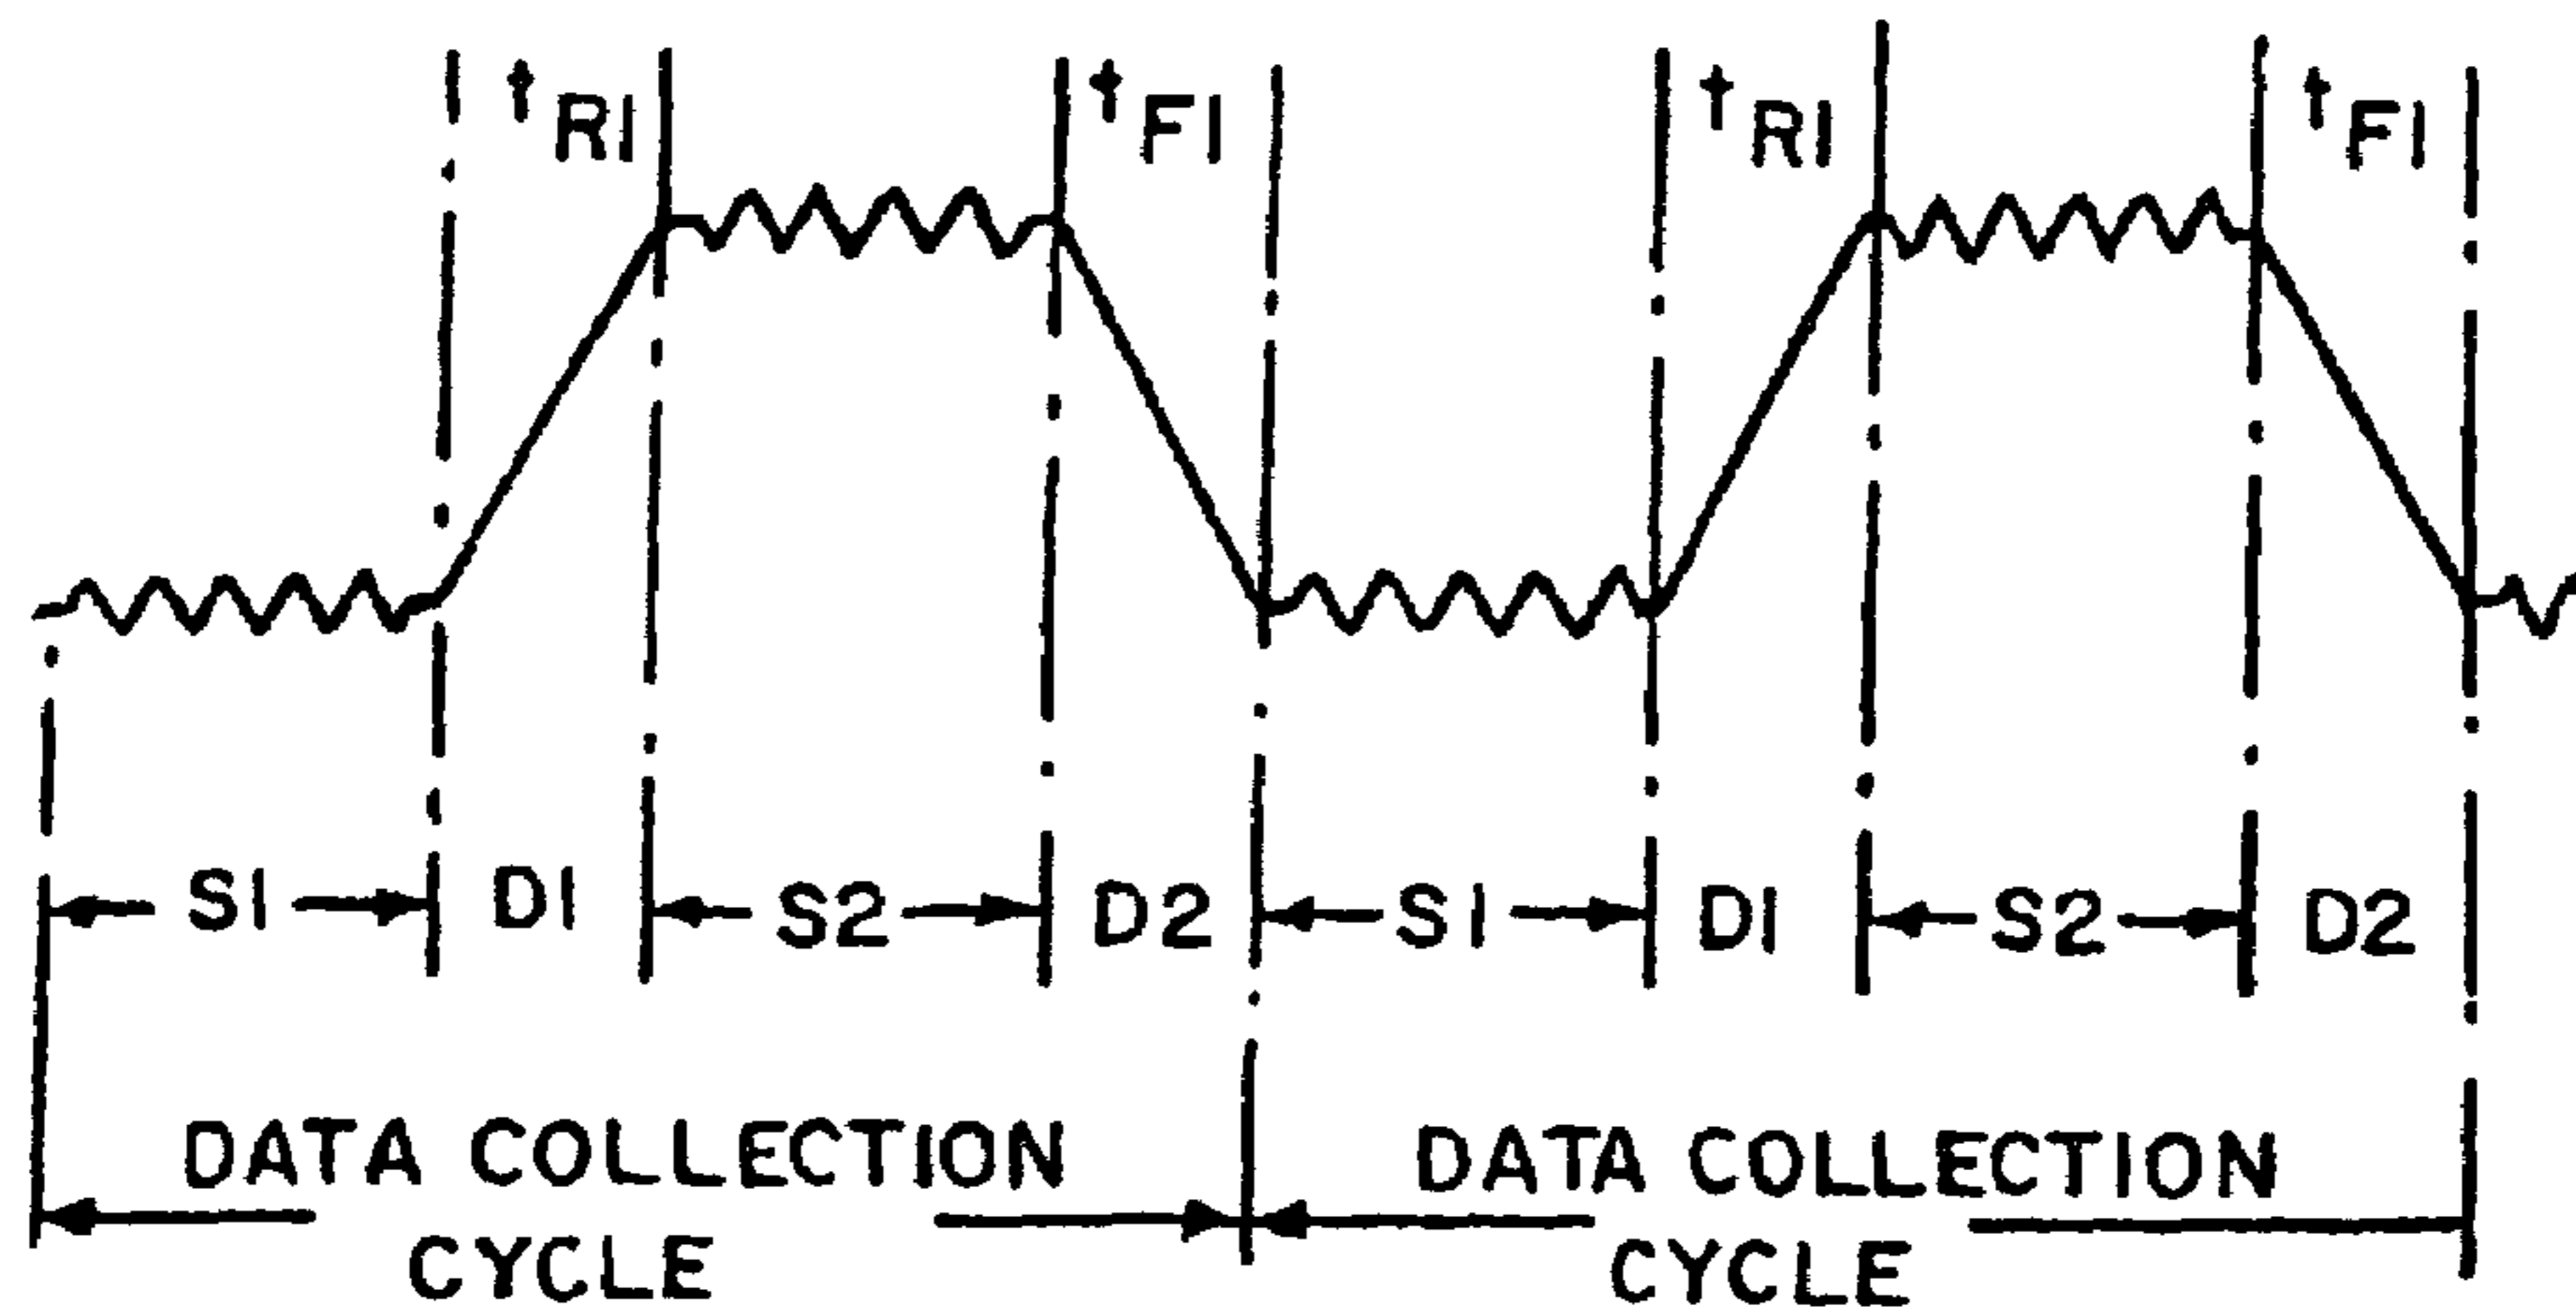 tR1 tF1 tR1 tF1
S1 D1 S2 D2 S1 D1 S2 D2
DATA COLLECTION CYCLE
DATA COLLECTION CYCLE